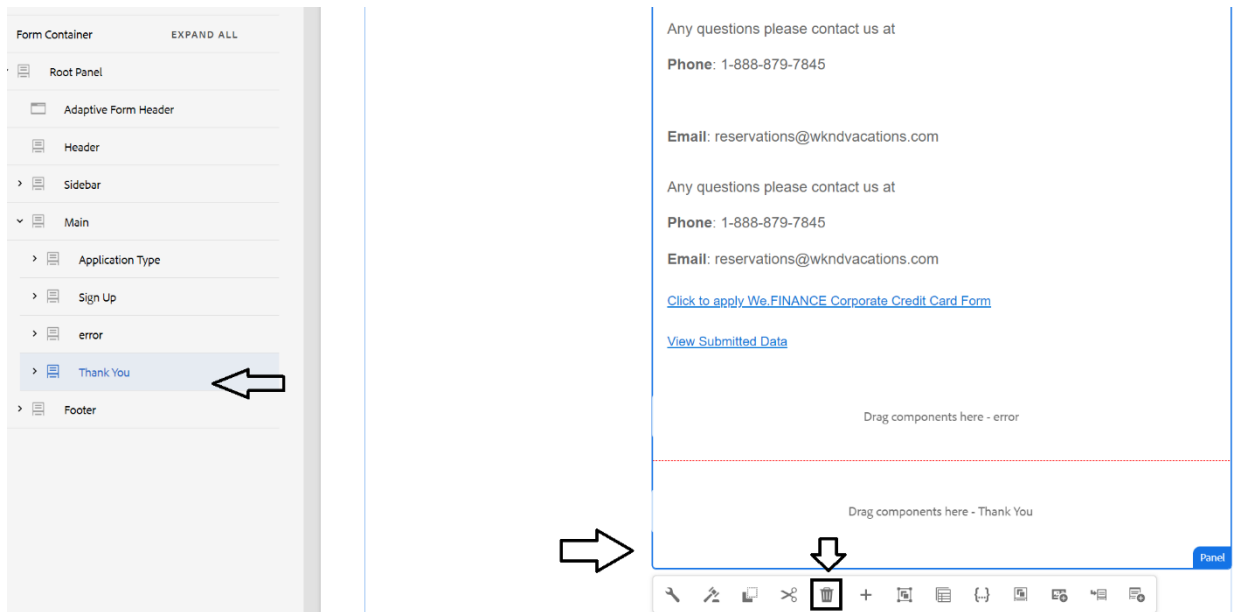 Form Container EXPAND ALL
Root Panel
Adaptive Form Header
Header
Sidebar
Main
Application Type
Sign Up
error
Thank You
Footer
Any questions please contact us at
Phone: 1-888-879-7845
Email: reservations@wkndvacations.com
Any questions please contact us at
Phone: 1-888-879-7845
Email: reservations@wkndvacations.com
Click to apply We.FINANCE Corporate Credit Card Form
View Submitted Data
Drag components here - error
Drag components here - Thank You
Panel